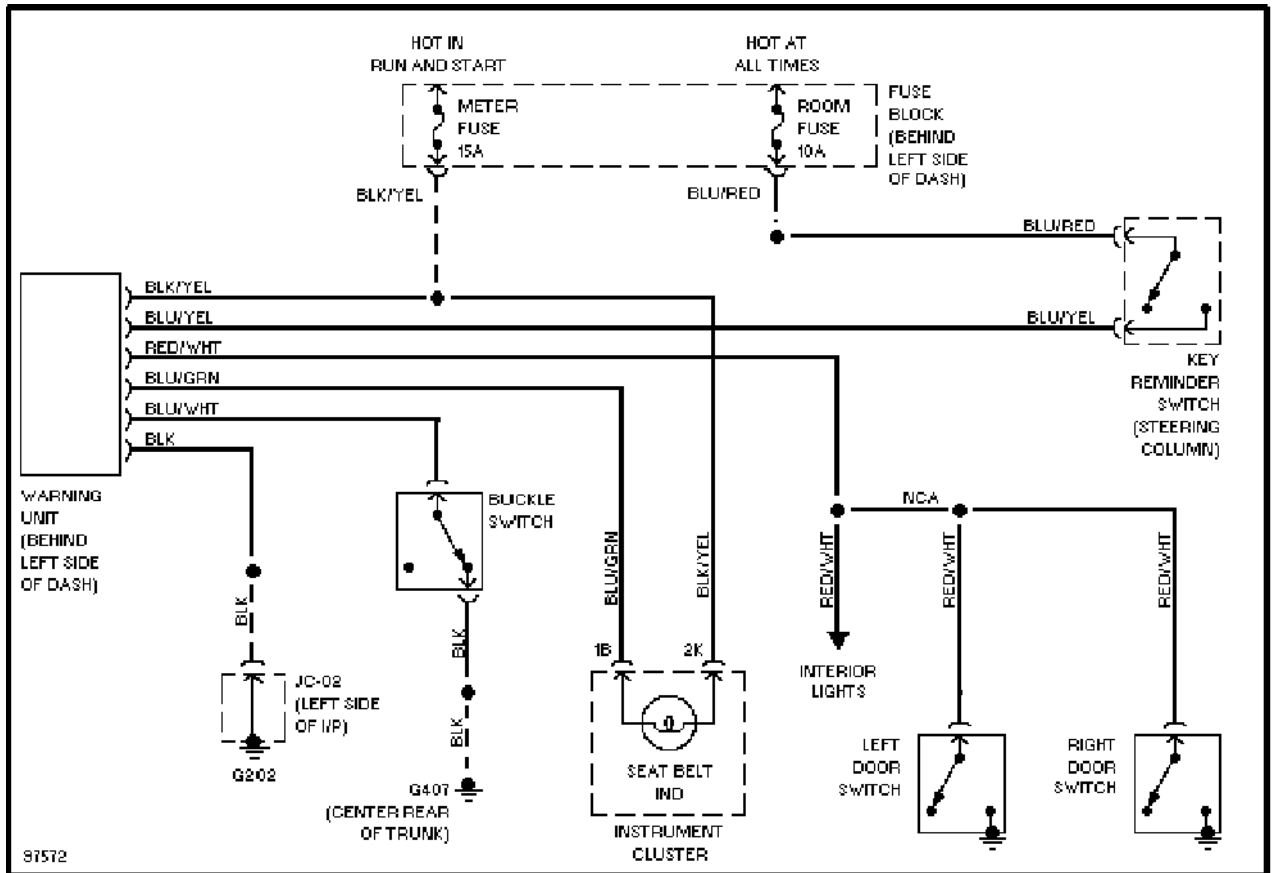 HOT IN
RUN AND START
HOT AT
ALL TIMES
METER
FUSE
15A
ROOM
FUSE
10A
FUSE
BLOCK
(BEHIND
LEFT SIDE
OF DASH)
BLK/YEL
BLU/RED
BLU/RED
BLK/YEL
BLU/YEL
BLU/YEL
RED/WHT
BLU/GRN
BLU/WHT
BLK
KEY
REMINDER
SWITCH
(STEERING
COLUMN)
WARNING
UNIT
(BEHIND
LEFT SIDE
OF DASH)
BUCKLE
SWITCH
NCA
BLU/GRN
BLK/YEL
RED/WHT
RED/WHT
RED/WHT
BLK
BLK
BLK
1B
2K
JC-02
(LEFT SIDE
OF I/P)
G202
G407
(CENTER REAR
OF TRUNK)
SEAT BELT
IND
INSTRUMENT
CLUSTER
INTERIOR
LIGHTS
LEFT
DOOR
SWITCH
RIGHT
DOOR
SWITCH
97572